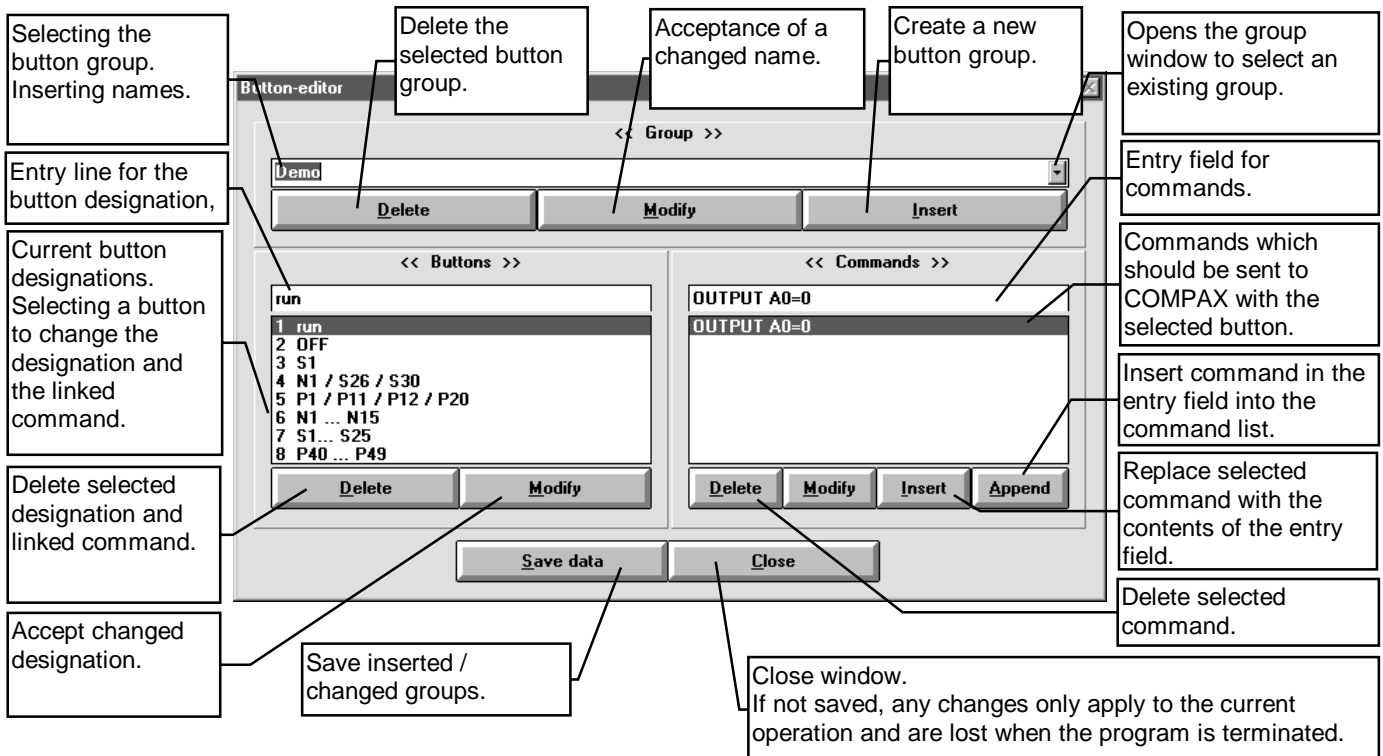 Selecting the
button group.
Inserting names.
Delete the
selected button
group.
Acceptance of a
changed name.
Create a new
button group.
Opens the group
window to select an
existing group.
Button-editor
<< Group >>
Demo
Delete
Modify
Insert
Entry line for the
button designation,
Entry field for
commands.
Current button
designations.
Selecting a button
to change the
designation and
the linked
command.
<< Buttons >>
run
1 run
2 OFF
3 S1
4 N1 / S26 / S30
5 P1 / P11 / P12 / P20
6 N1 ... N15
7 S1... S25
8 P40 ... P49
Delete
Modify
<< Commands >>
OUTPUT A0=0
OUTPUT A0=0
Delete
Modify
Insert
Append
Commands which
should be sent to
COMPAX with the
selected button.
Insert command in the
entry field into the
command list.
Delete selected
designation and
linked command.
Replace selected
command with the
contents of the entry
field.
Save data
Close
Delete selected
command.
Accept changed
designation.
Save inserted /
changed groups.
Close window.
If not saved, any changes only apply to the current
operation and are lost when the program is terminated.